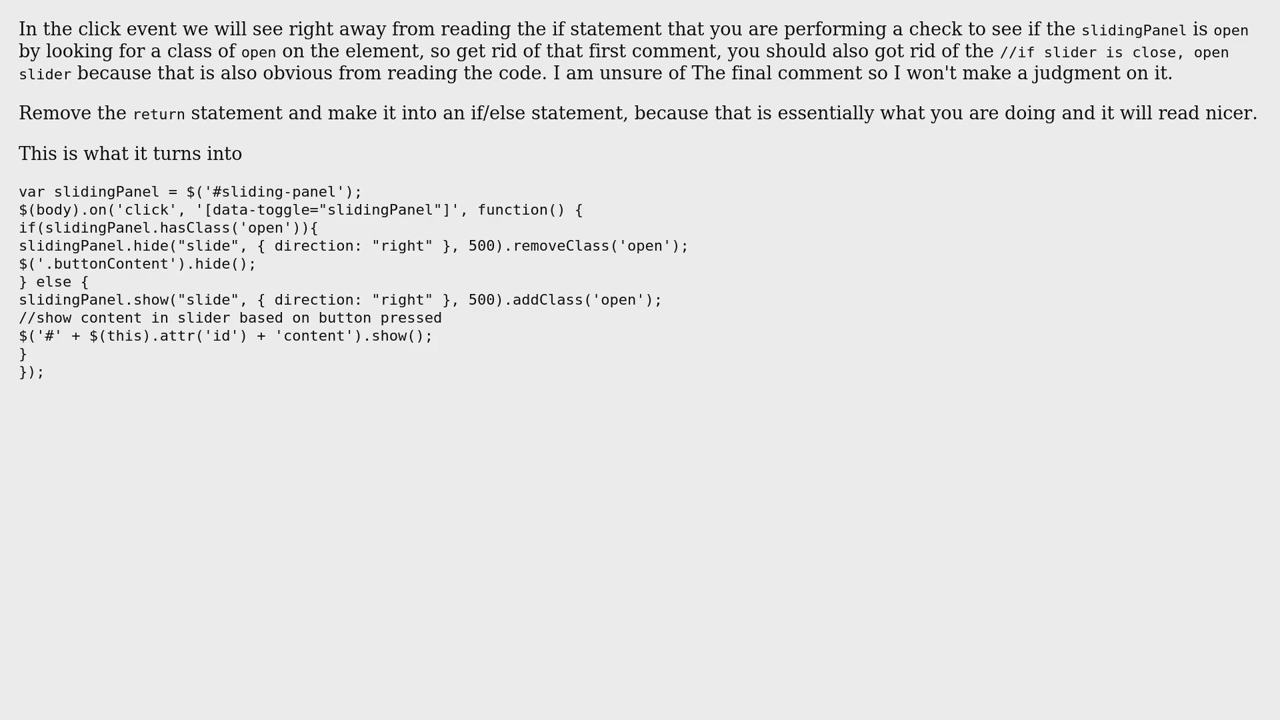 In the click event we will see right away from reading the if statement that you are performing a check to see if the slidingPanel is open
by looking for a class of open on the element, so get rid of that first comment, you should also got rid of the //if slider is close, open
slider because that is also obvious from reading the code. I am unsure of The final comment so I won't make a judgment on it.
Remove the return statement and make it into an if/else statement, because that is essentially what you are doing and it will read nicer.
This is what it turns into
var slidingPanel = $('#sliding-panel');
$(body).on('click', '[data-toggle="slidingPanel"]', function() {
if(slidingPanel.hasClass('open')){
slidingPanel.hide("slide", { direction: "right" }, 500).removeClass('open');
$('.buttonContent').hide();
} else {
slidingPanel.show("slide", { direction: "right" }, 500).addClass('open');
//show content in slider based on button pressed
$('#' + $(this).attr('id') + 'content').show();
}
});